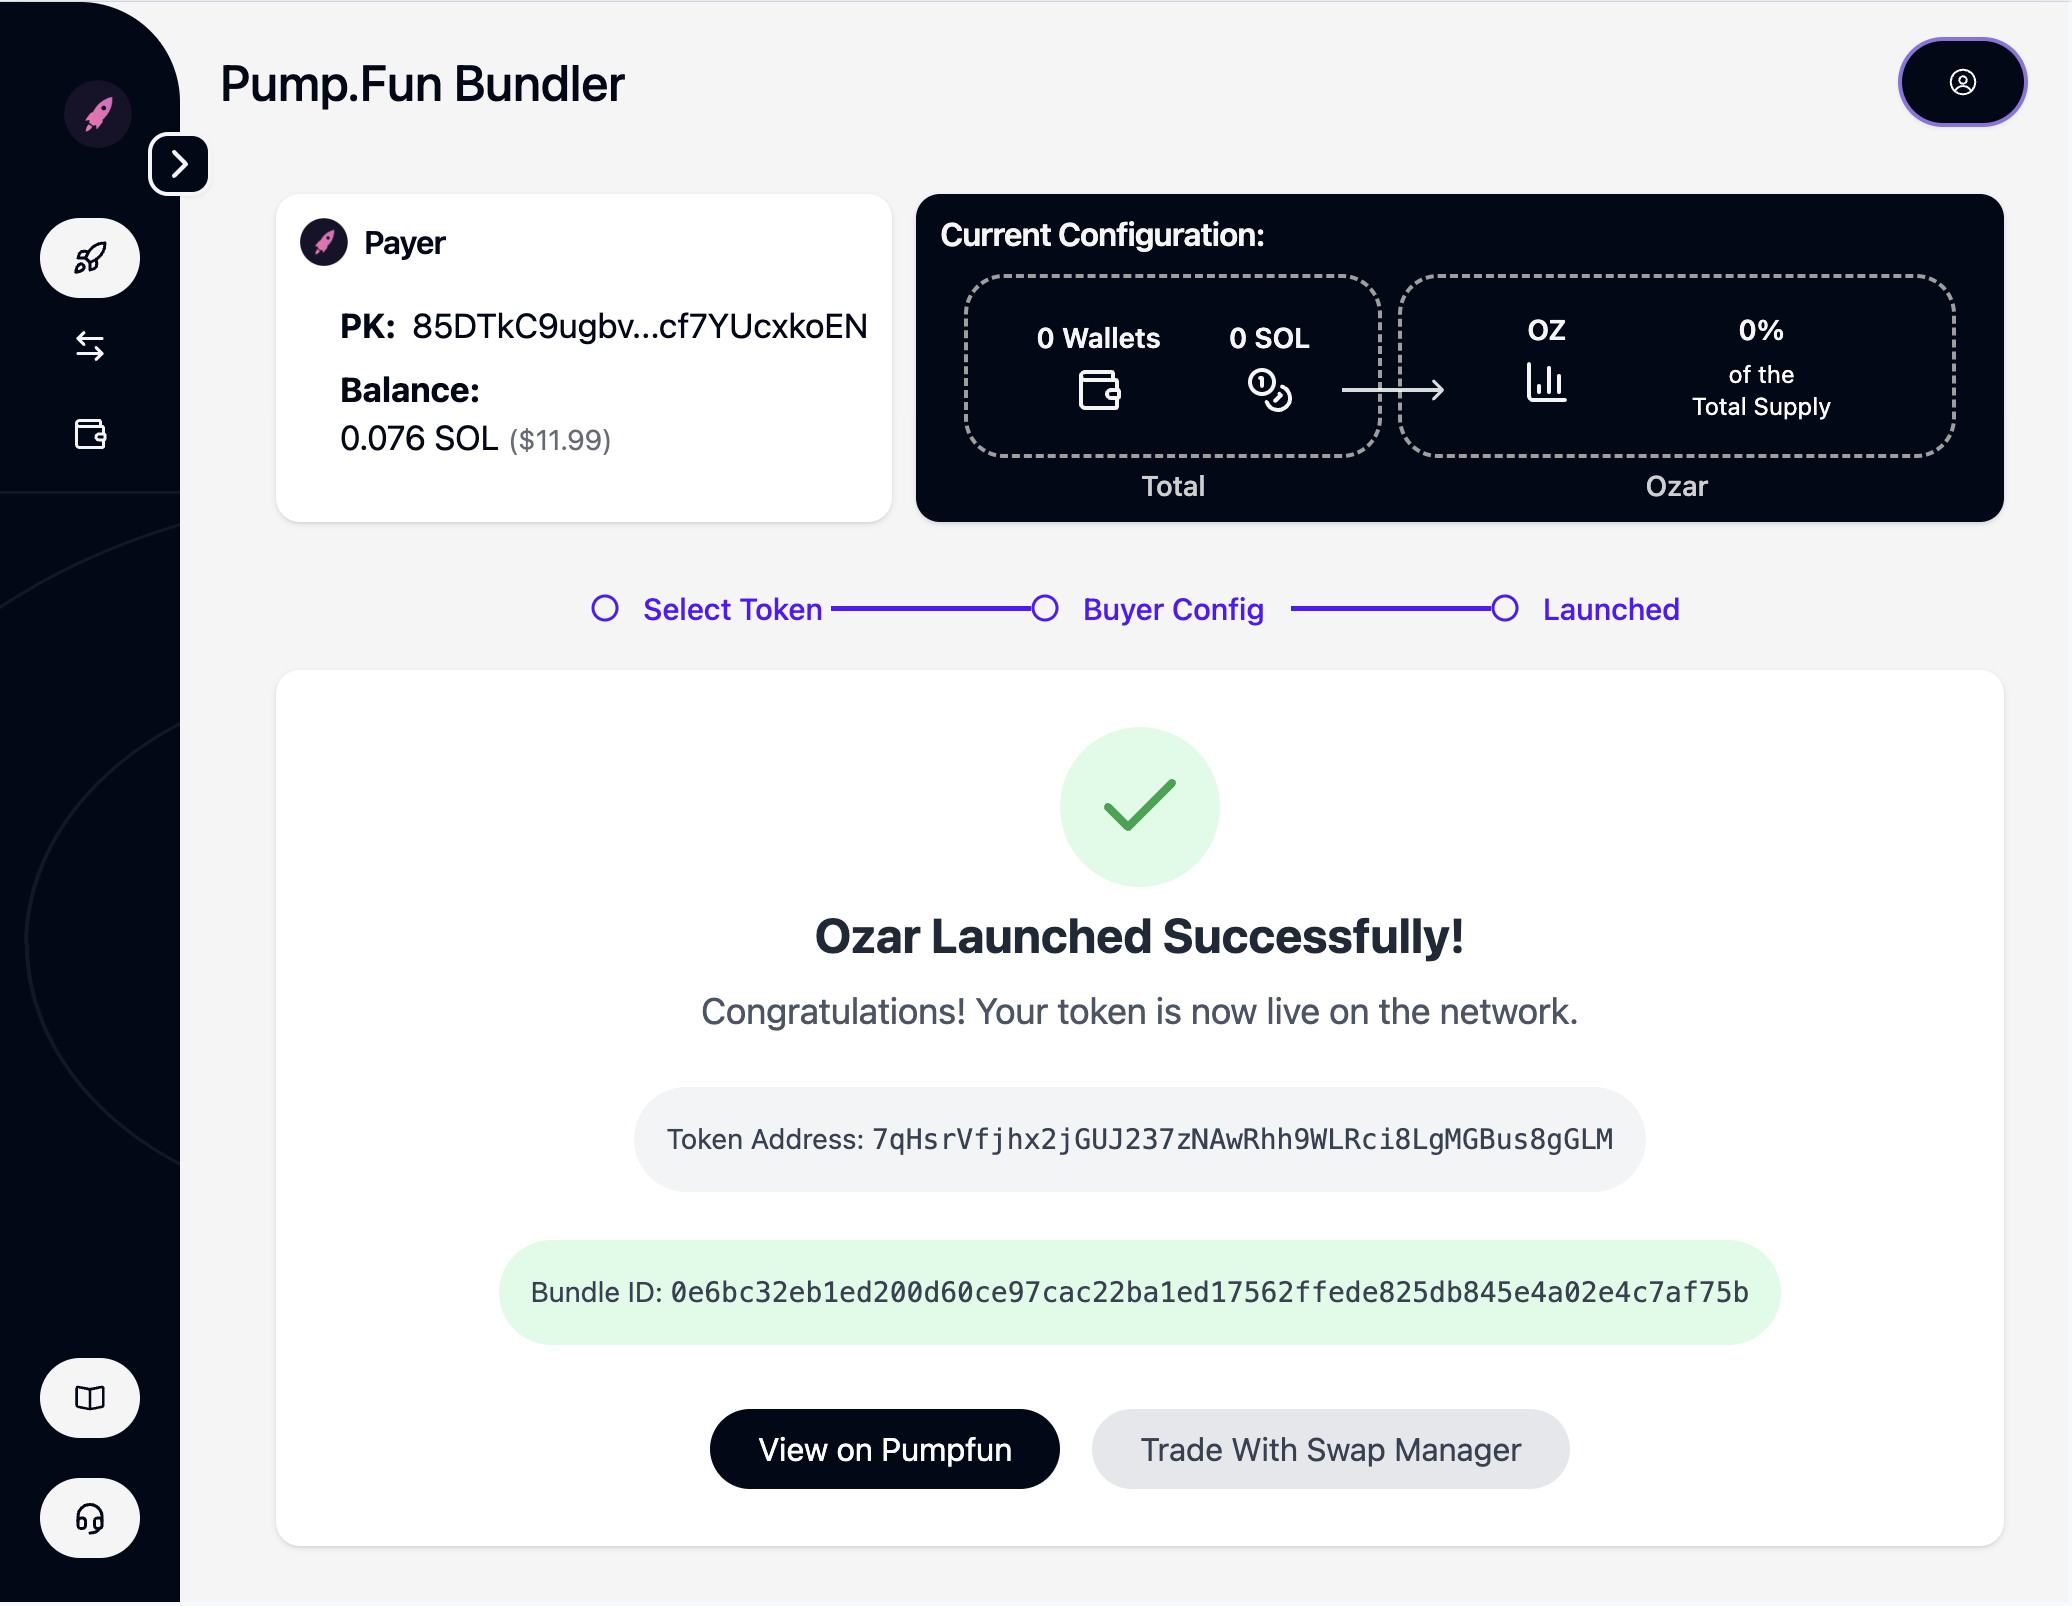 Pump.Fun Bundler
Payer
PK: 85DTkC9ugbv...cf7YUcxkoEN
Balance:
0.076 SOL ($11.99)
Current Configuration:
0 Wallets
0 SOL
Total
OZ
0%
of the
Total Supply
Ozar
Select Token
Buyer Config
Launched
Ozar Launched Successfully!
Congratulations! Your token is now live on the network.
Token Address: 7qHsrVfjhx2jGUJ237zNAwRhh9WLRci8LgMGBus8gGLM
Bundle ID: 0e6bc32eb1ed200d60ce97cac22ba1ed17562ffede825db845e4a02e4c7af75b
View on Pumpfun
Trade With Swap Manager